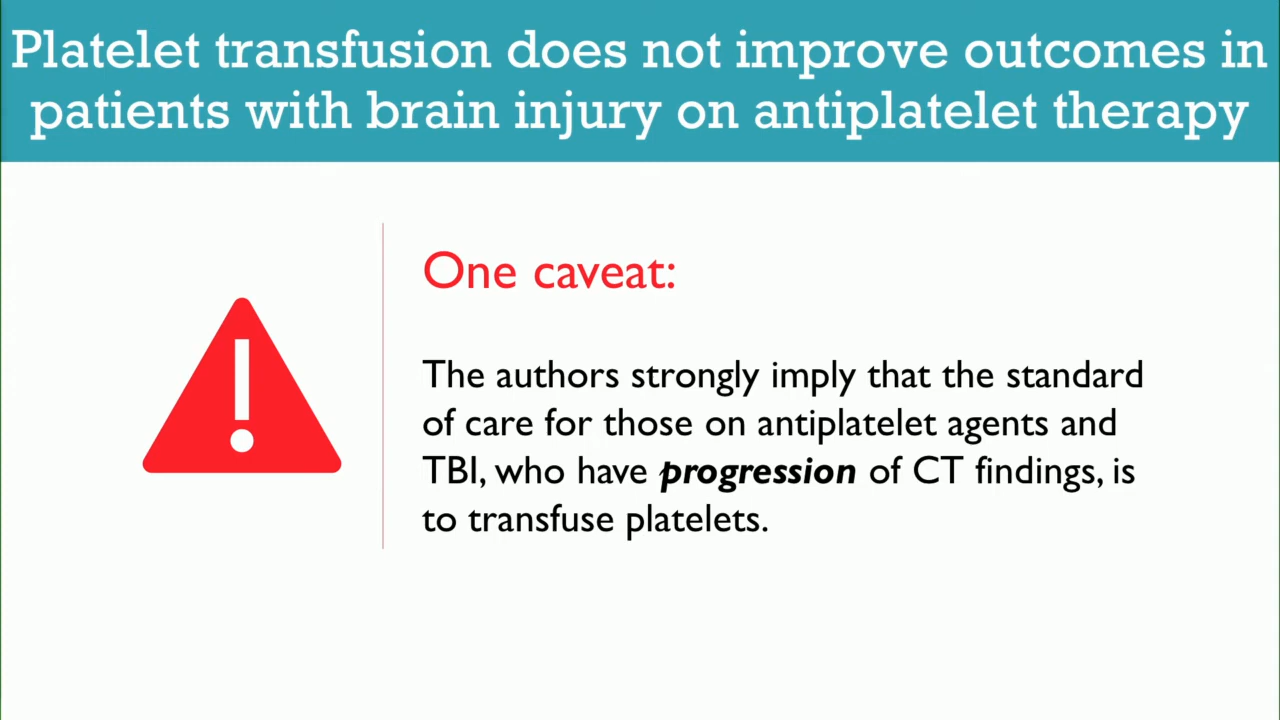 Platelet transfusion does not improve outcomes in
patients with brain injury on antiplatelet therapy
One caveat:
The authors strongly imply that the standard
of care for those on antiplatelet agents and
TBI, who have progression of CT findings, is
to transfuse platelets.